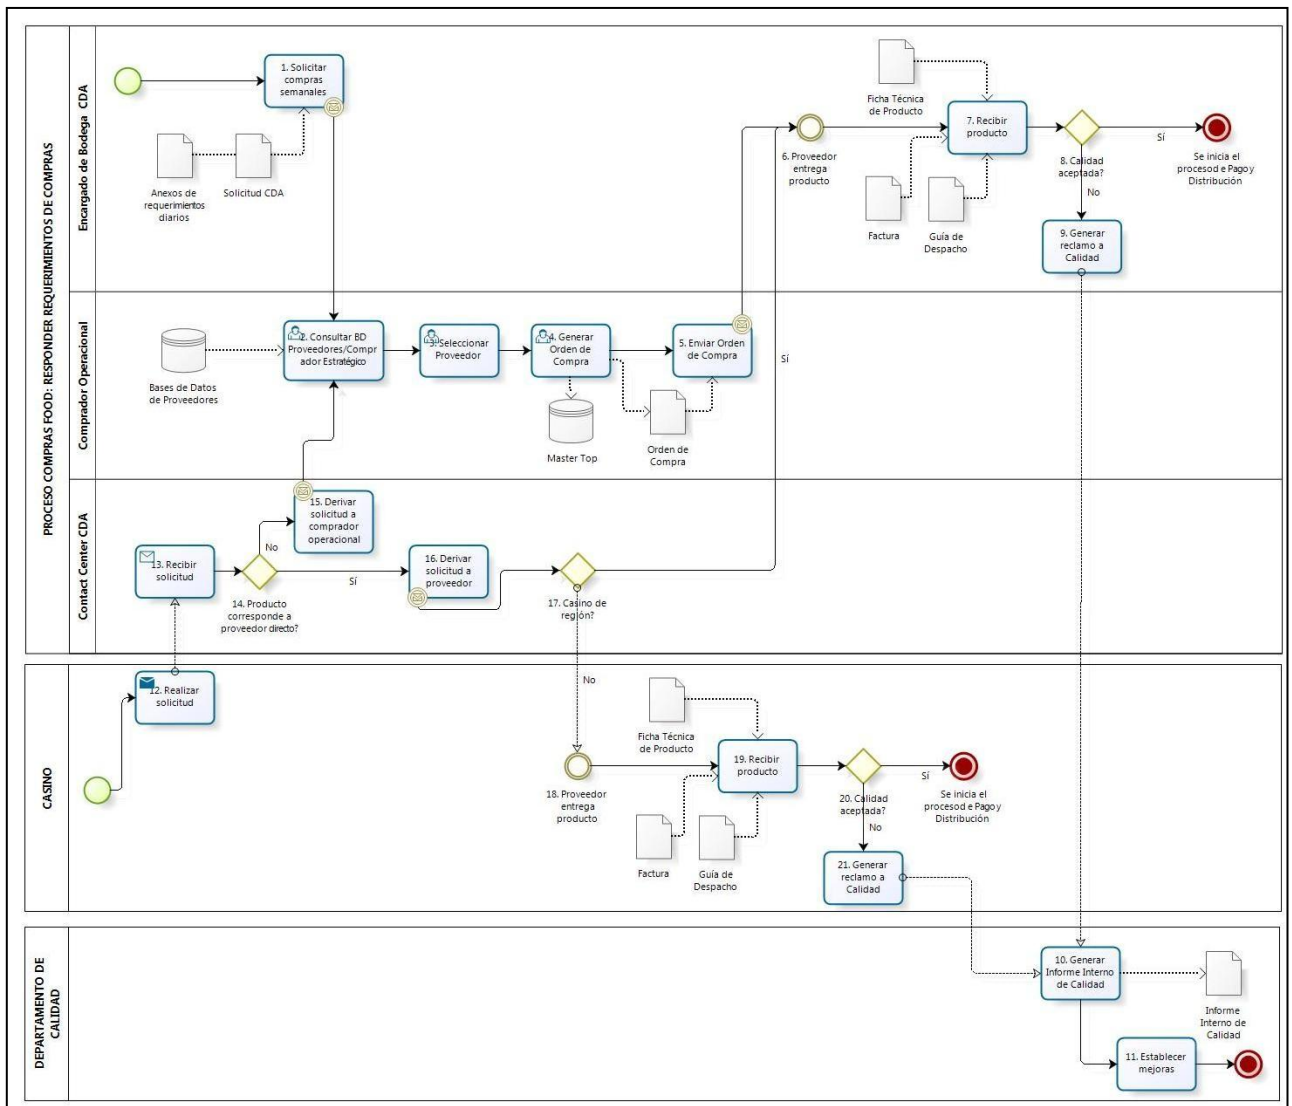 PROCESO COMPRAS FOOD: RESPONDER REQUERIMIENTOS DE COMPRAS
Encargado de Bodega CDA
1. Solicitar
compras
semanales
Anexos de
requerimientos
diarios
Solicitud CDA
Ficha Técnica
de Producto
6. Proveedor
entrega
producto
7. Recibir
producto
Factura
Guía de
Despacho
8. Calidad
aceptada?
Sí
No
Se inicia el
procesod e Pago y
Distribución
9. Generar
reclamo a
Calidad
Comprador Operacional
Bases de Datos
de Proveedores
2. Consultar BD
Proveedores/Compr
ador Estratégico
3. Seleccionar
Proveedor
4. Generar
Orden de
Compra
Master Top
Orden de
Compra
5. Enviar Orden
de Compra
Sí
Contact Center CDA
13. Recibir
solicitud
14. Producto
corresponde a
proveedor directo?
No
Sí
15. Derivar
solicitud a
comprador
operacional
16. Derivar
solicitud a
proveedor
17. Casino de
región?
CASINO
12. Realizar
solicitud
No
18. Proveedor
entrega
producto
Ficha Técnica
de Producto
19. Recibir
producto
Factura
Guía de
Despacho
20. Calidad
aceptada?
Sí
No
Se inicia el
procesod e Pago y
Distribución
21. Generar
reclamo a
Calidad
DEPARTAMENTO DE
CALIDAD
10. Generar
Informe Interno
de Calidad
Informe
Interno de
Calidad
11. Establecer
mejoras